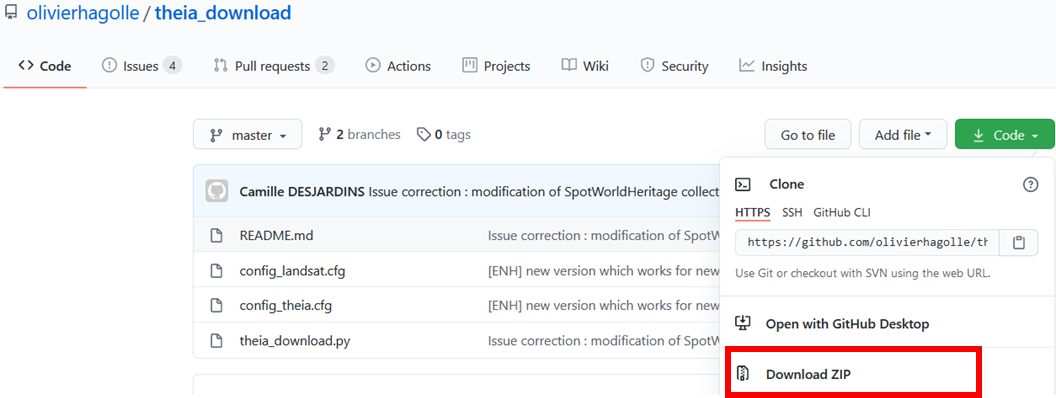 olivierhagolle / theia_download
Code Issues 4 Pull requests 2 Actions Projects Wiki Security Insights
master 2 branches 0 tags Go to file Add file Code
Camille DESJARDINS Issue correction : modification of SpotWorldHeritage collect
README.md Issue correction : modification of SpotW
config_landsat.cfg [ENH] new version which works for new
config_theia.cfg [ENH] new version which works for new
theia_download.py Issue correction : modification of SpotW
Clone
HTTPS SSH GitHub CLI
https://github.com/olivierhagolle/th
Use Git or checkout with SVN using the web URL.
Open with GitHub Desktop
Download ZIP